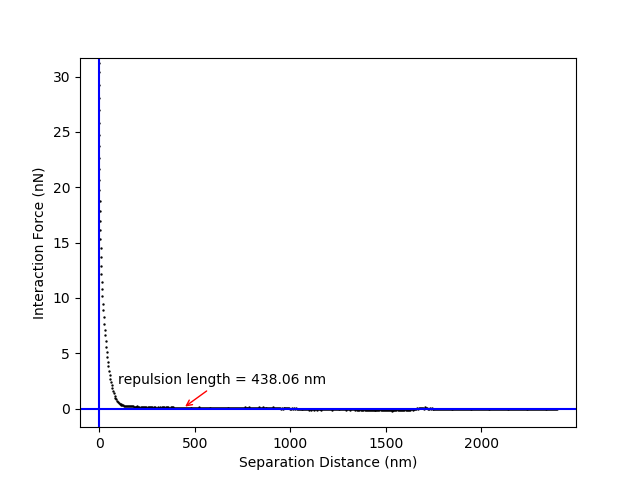 30
25
20
15
10
5
0
Interaction Force (nN)
repulsion length = 438.06 nm
0 500 1000 1500 2000
Separation Distance (nm)